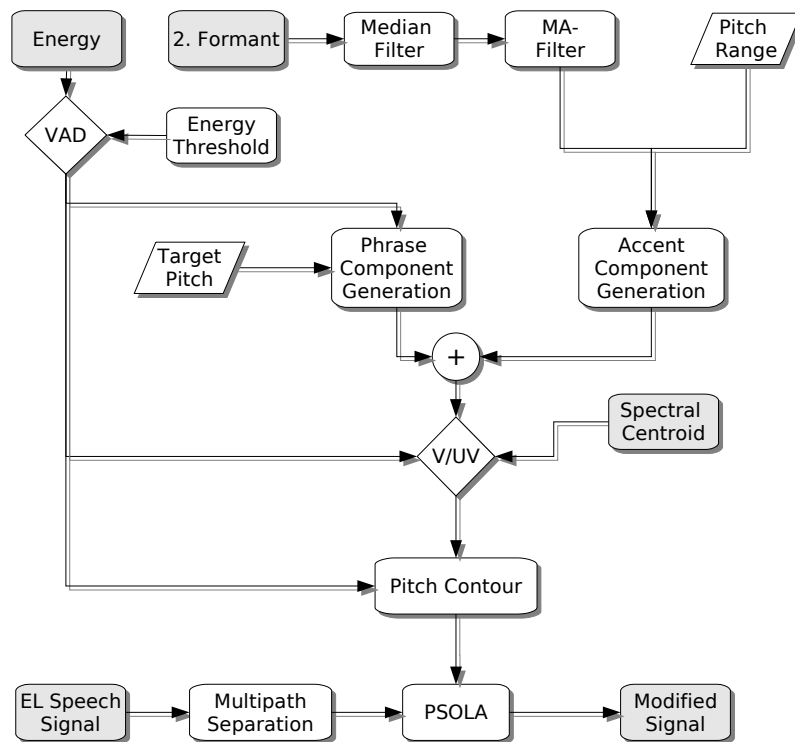 Energy
2. Formant
Median
Filter
MA-
Filter
Pitch
Range
VAD
Energy
Threshold
Target
Pitch
Phrase
Component
Generation
Accent
Component
Generation
+
Spectral
Centroid
V/UV
Pitch Contour
EL Speech
Signal
Multipath
Separation
PSOLA
Modified
Signal